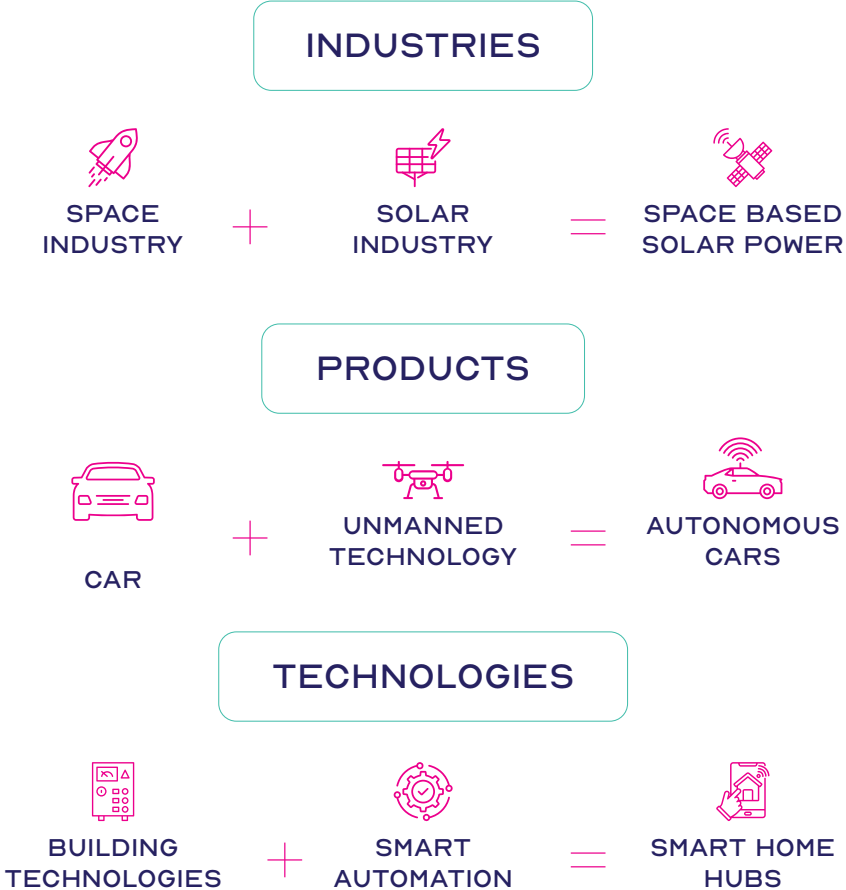 INDUSTRIES
SPACE
INDUSTRY
+
SOLAR
INDUSTRY
=
SPACE BASED
SOLAR POWER
PRODUCTS
CAR
+
UNMANNED
TECHNOLOGY
=
AUTONOMOUS
CARS
TECHNOLOGIES
BUILDING
TECHNOLOGIES
+
SMART
AUTOMATION
=
SMART HOME
HUBS